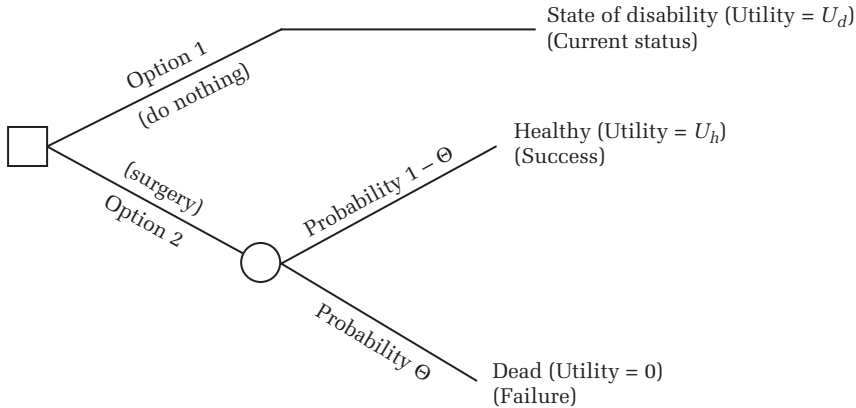 State of disability (Utility = U_d)
(Current status)
Option 1
(do nothing)
Healthy (Utility = U_h)
(Success)
(surgery)
Option 2
Probability 1 − Θ
Probability Θ
Dead (Utility = 0)
(Failure)